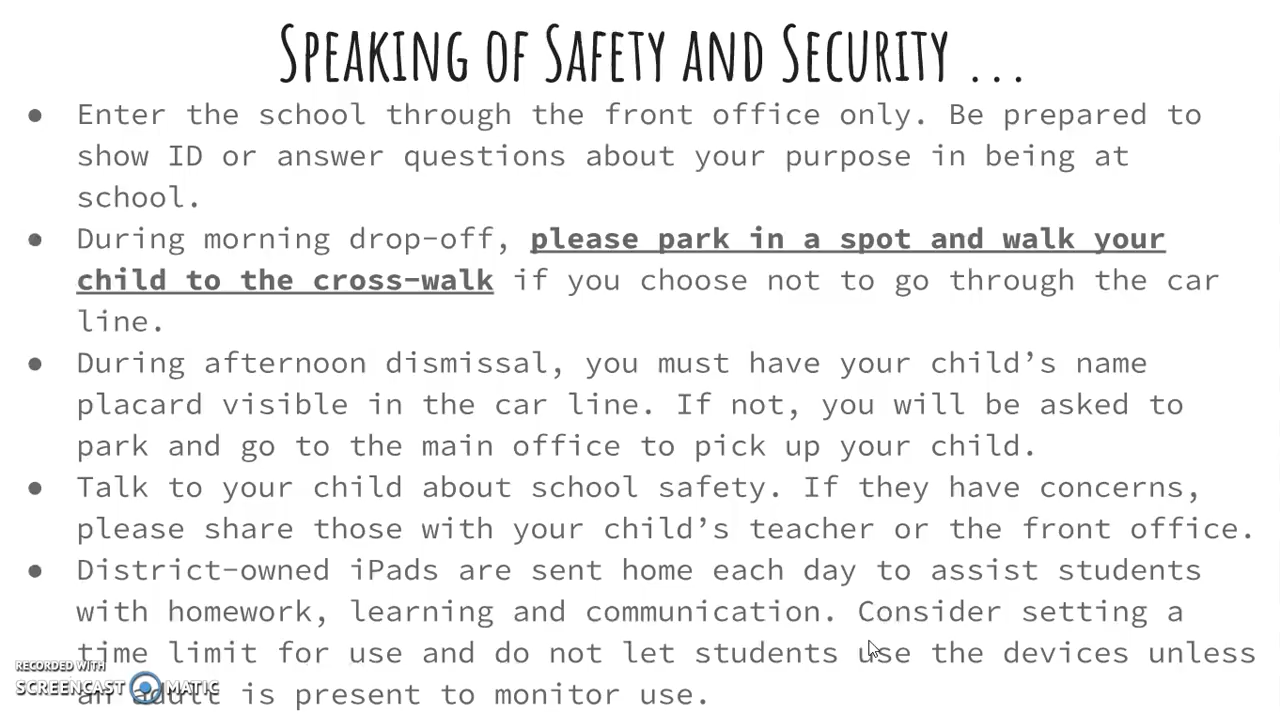 SPEAKING OF SAFETY AND SECURITY ...
● Enter the school through the front office only. Be prepared to
show ID or answer questions about your purpose in being at
school.
● During morning drop-off, please park in a spot and walk your
child to the cross-walk if you choose not to go through the car
line.
● During afternoon dismissal, you must have your child’s name
placard visible in the car line. If not, you will be asked to
park and go to the main office to pick up your child.
● Talk to your child about school safety. If they have concerns,
please share those with your child’s teacher or the front office.
● District-owned iPads are sent home each day to assist students
with homework, learning and communication. Consider setting a
time limit for use and do not let students use the devices unless
an adult is present to monitor use.
RECORDED WITH
SCREENCAST MATIC